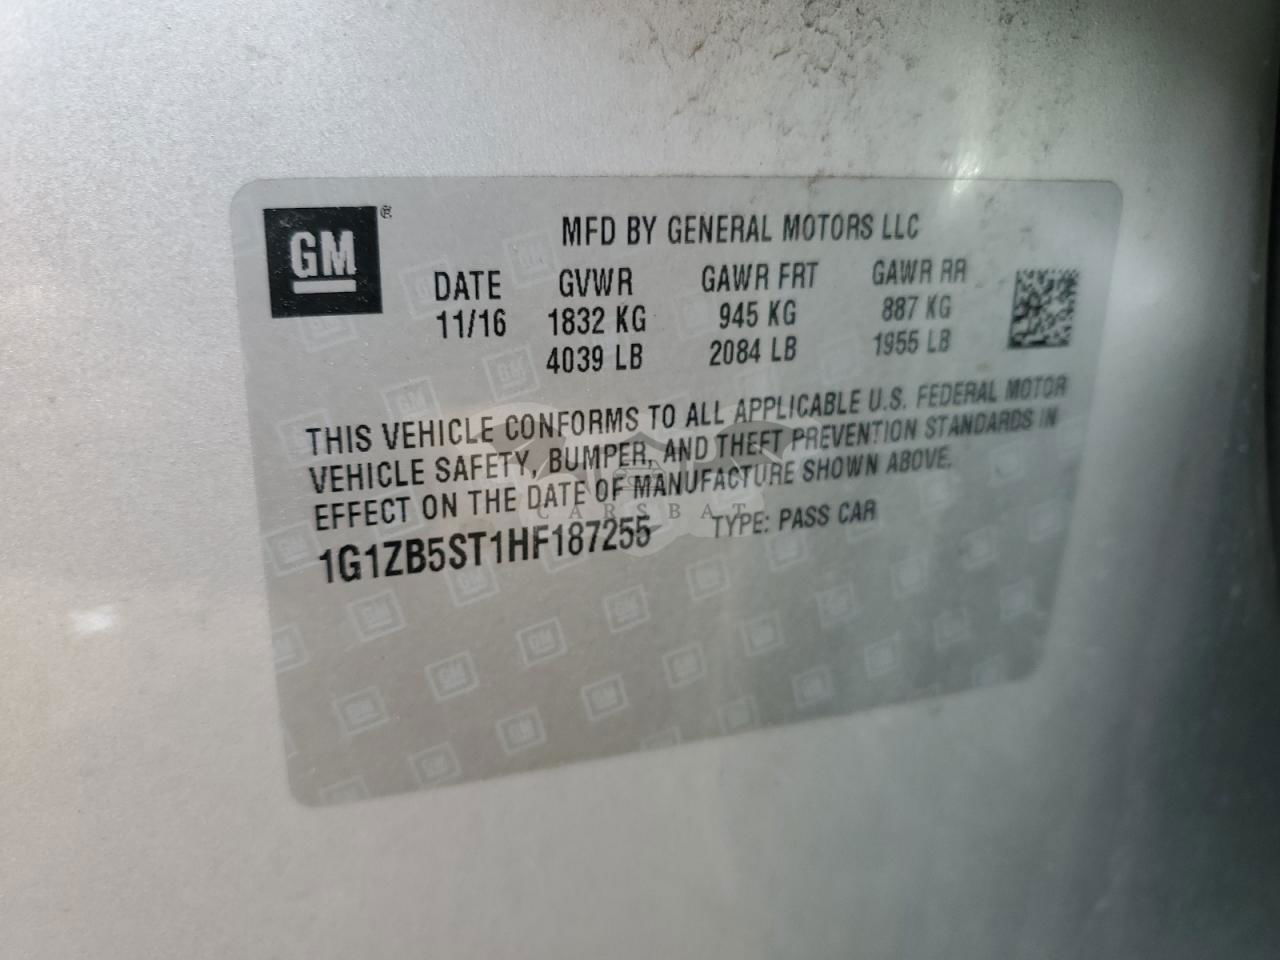 GM ®
MFD BY GENERAL MOTORS LLC
DATE GVWR GAWR FRT GAWR RR
11/16 1832 KG 945 KG 887 KG
4039 LB 2084 LB 1955 LB
THIS VEHICLE CONFORMS TO ALL APPLICABLE U.S. FEDERAL MOTOR
VEHICLE SAFETY, BUMPER, AND THEFT PREVENTION STANDARDS IN
EFFECT ON THE DATE OF MANUFACTURE SHOWN ABOVE.
CARSBAT
1G1ZB5ST1HF187255 TYPE: PASS CAR